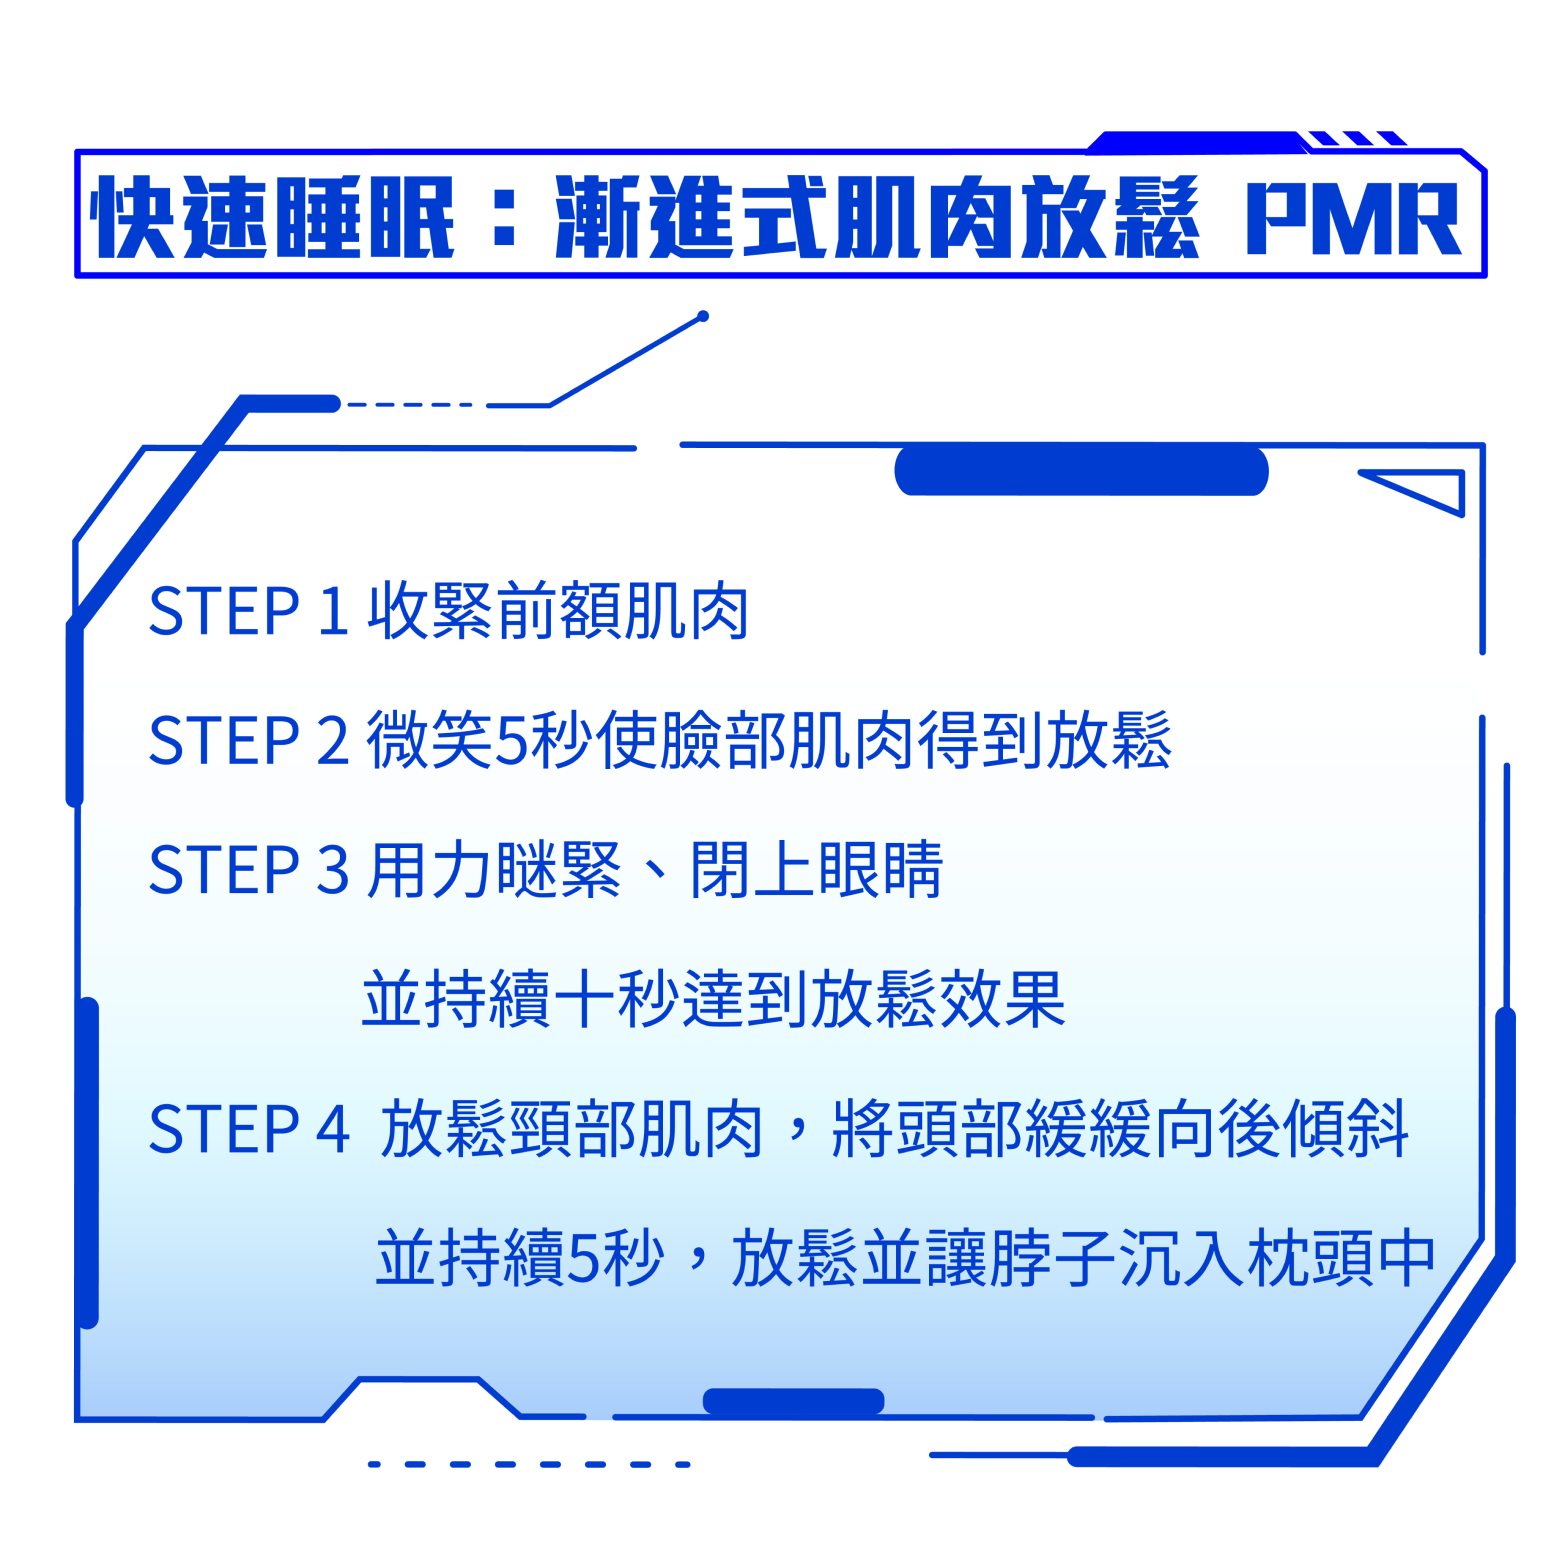 快速睡眠：漸進式肌肉放鬆 PMR
STEP 1 收緊前額肌肉
STEP 2 微笑5秒使臉部肌肉得到放鬆
STEP 3 用力瞇緊、閉上眼睛
並持續十秒達到放鬆效果
STEP 4 放鬆頸部肌肉，將頭部緩緩向後傾斜
並持續5秒，放鬆並讓脖子沉入枕頭中